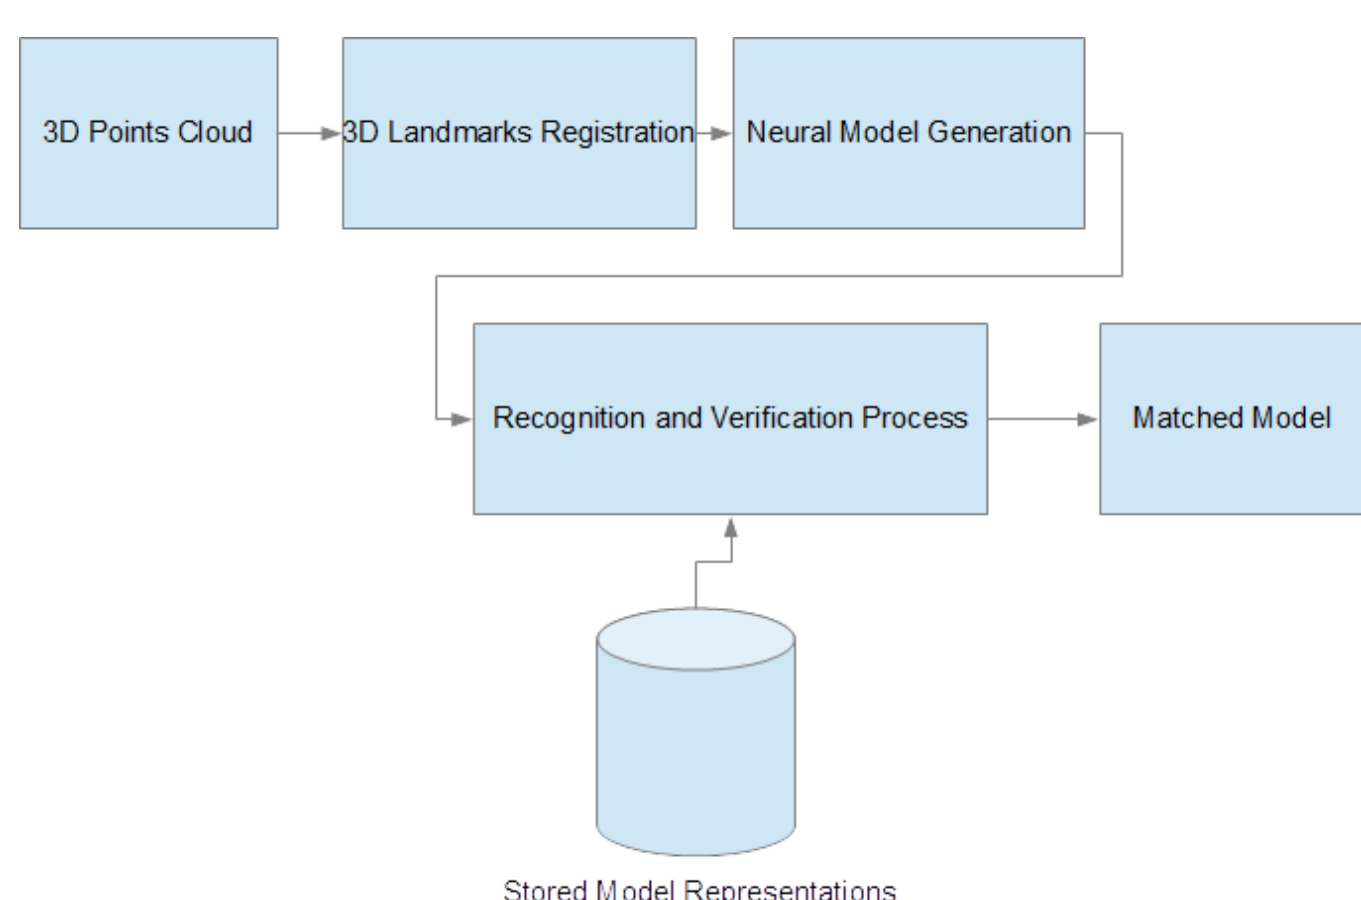 3D Points Cloud
3D Landmarks Registration
Neural Model Generation
Recognition and Verification Process
Matched Model
Stored Model Representations